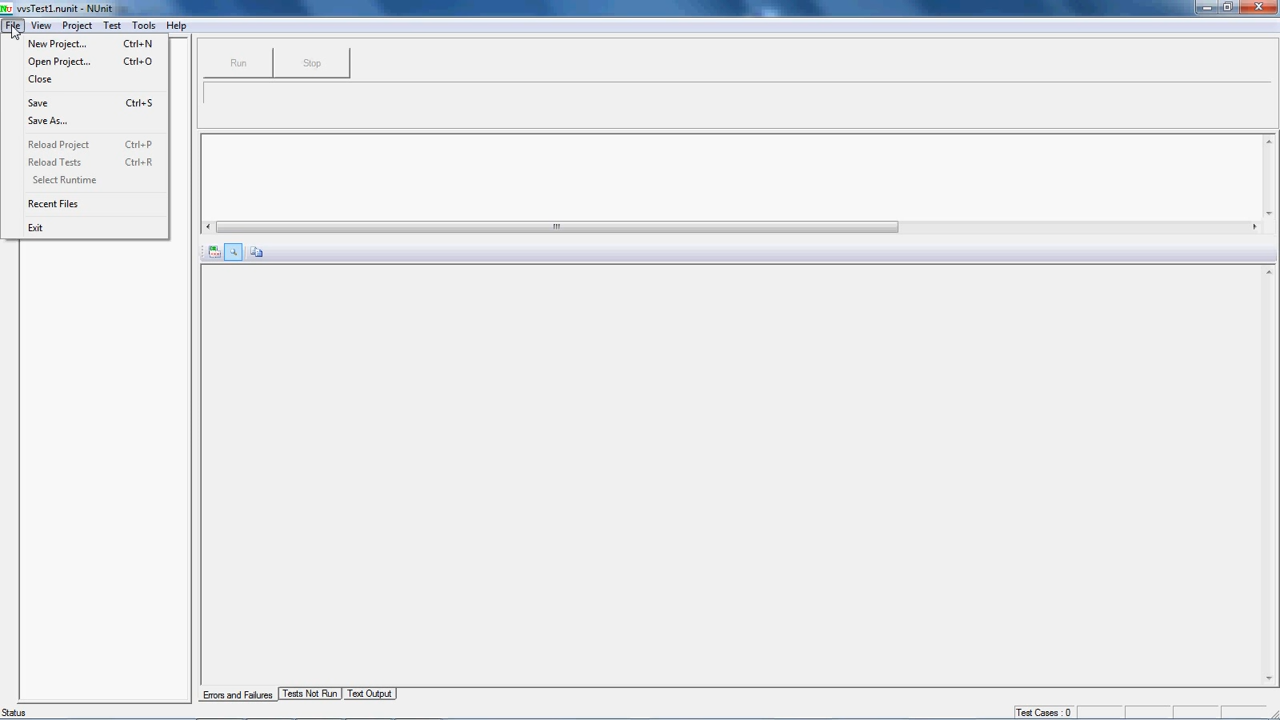 vvsTest1.nunit - NUnit
File View Project Test Tools Help
New Project... Ctrl+N
Open Project... Ctrl+O
Close
Save Ctrl+S
Save As...
Reload Project Ctrl+P
Reload Tests Ctrl+R
Select Runtime
Recent Files
Exit
Run Stop
Errors and Failures Tests Not Run Text Output
Status Test Cases : 0